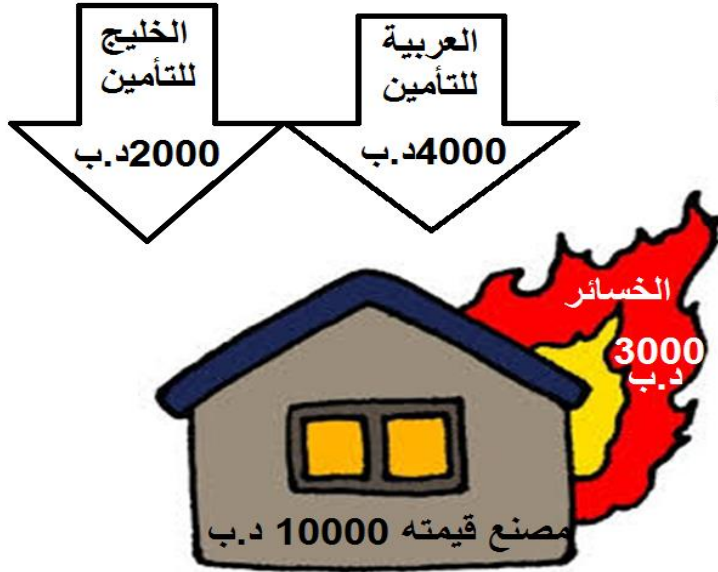 الخليج
للتأمين
2000د.ب
العربية
للتأمين
4000د.ب
الخسائر
3000
د.ب
مصنع قيمته 10000 د.ب